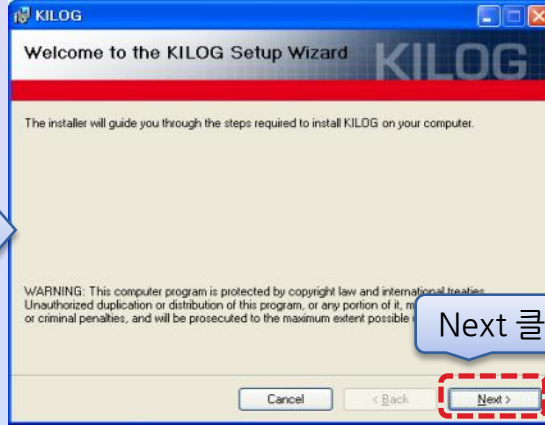 KILOG
Welcome to the KILOG Setup Wizard
KILOG
The installer will guide you through the steps required to install KILOG on your computer.
WARNING: This computer program is protected by copyright law and international treaties.
Unauthorized duplication or distribution of this program, or any portion of it,
or criminal penalties, and will be prosecuted to the maximum extent possible
Next 클
Cancel
< Back
Next >